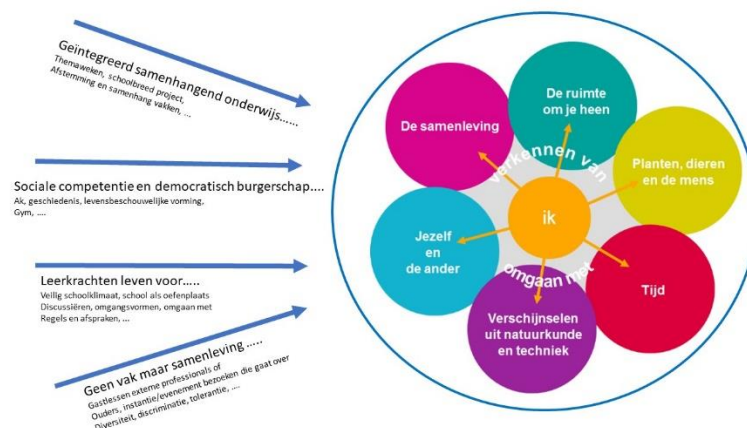 Geïntegreerd samenhangend onderwijs......
Themaweken, schoolbreed project,
Afstemming en samenhang vakken, ...
Sociale competentie en democratisch burgerschap....
Ak, geschiedenis, levensbeschouwelijke vorming,
Gym, ....
Leerkrachten leven voor.....
Veilig schoolklimaat, school als oefenplaats
Discussiëren, omgangsvormen, omgaan met
Regels en afspraken, ...
Geen vak maar samenleving .....
Gastlessen externe professionals of
Ouders, instantie/evenement bezoeken die gaat over
Diversiteit, discriminatie, tolerantie, ....
De ruimte
om je heen
De samenleving
verkennen van
Planten, dieren
en de mens
ik
Jezelf
en
de ander
omgaan met
Tijd
Verschijnselen
uit natuurkunde
en techniek